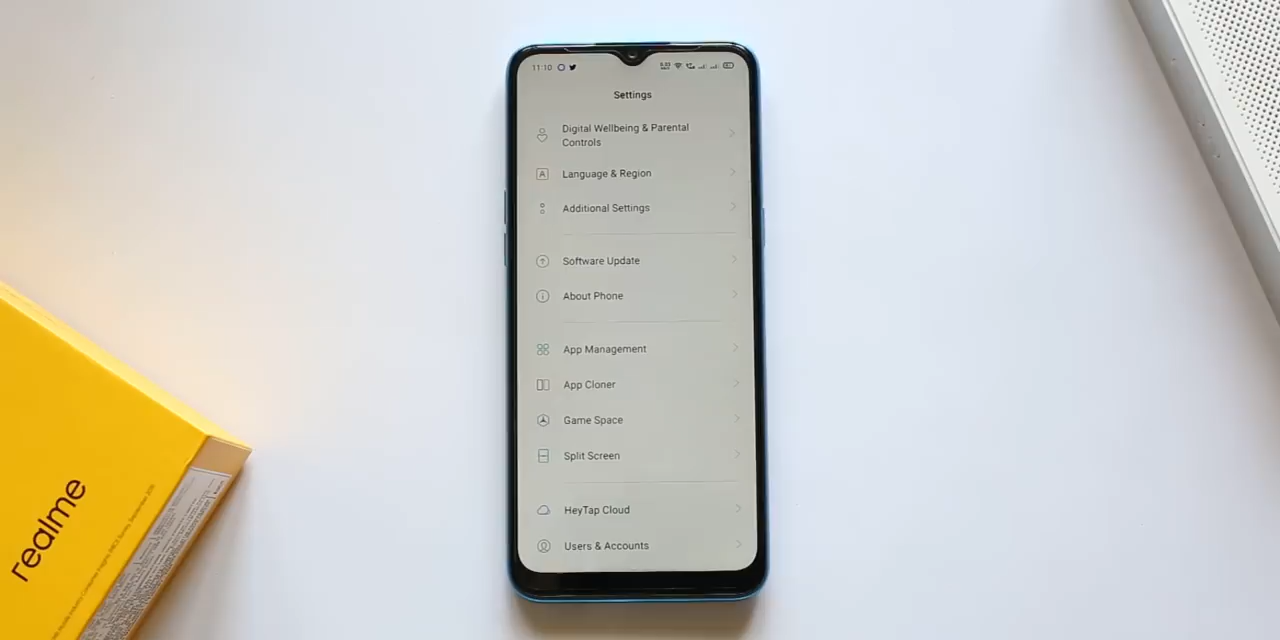 11:10
Settings
Digital Wellbeing & Parental
Controls
Language & Region
Additional Settings
Software Update
About Phone
App Management
App Cloner
Game Space
Split Screen
HeyTap Cloud
Users & Accounts
realme